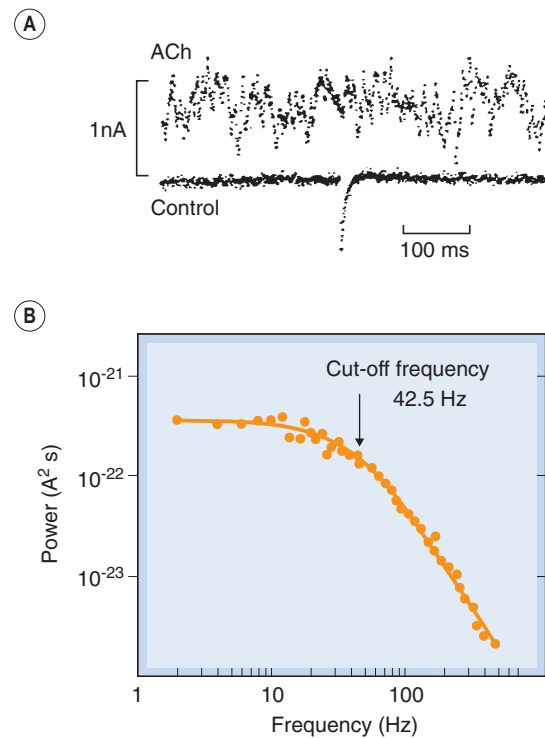 A
ACh
1nA
Control
100 ms
B
Cut-off frequency
42.5 Hz
10⁻²¹
10⁻²²
10⁻²³
Power (A² s)
1 10 100
Frequency (Hz)